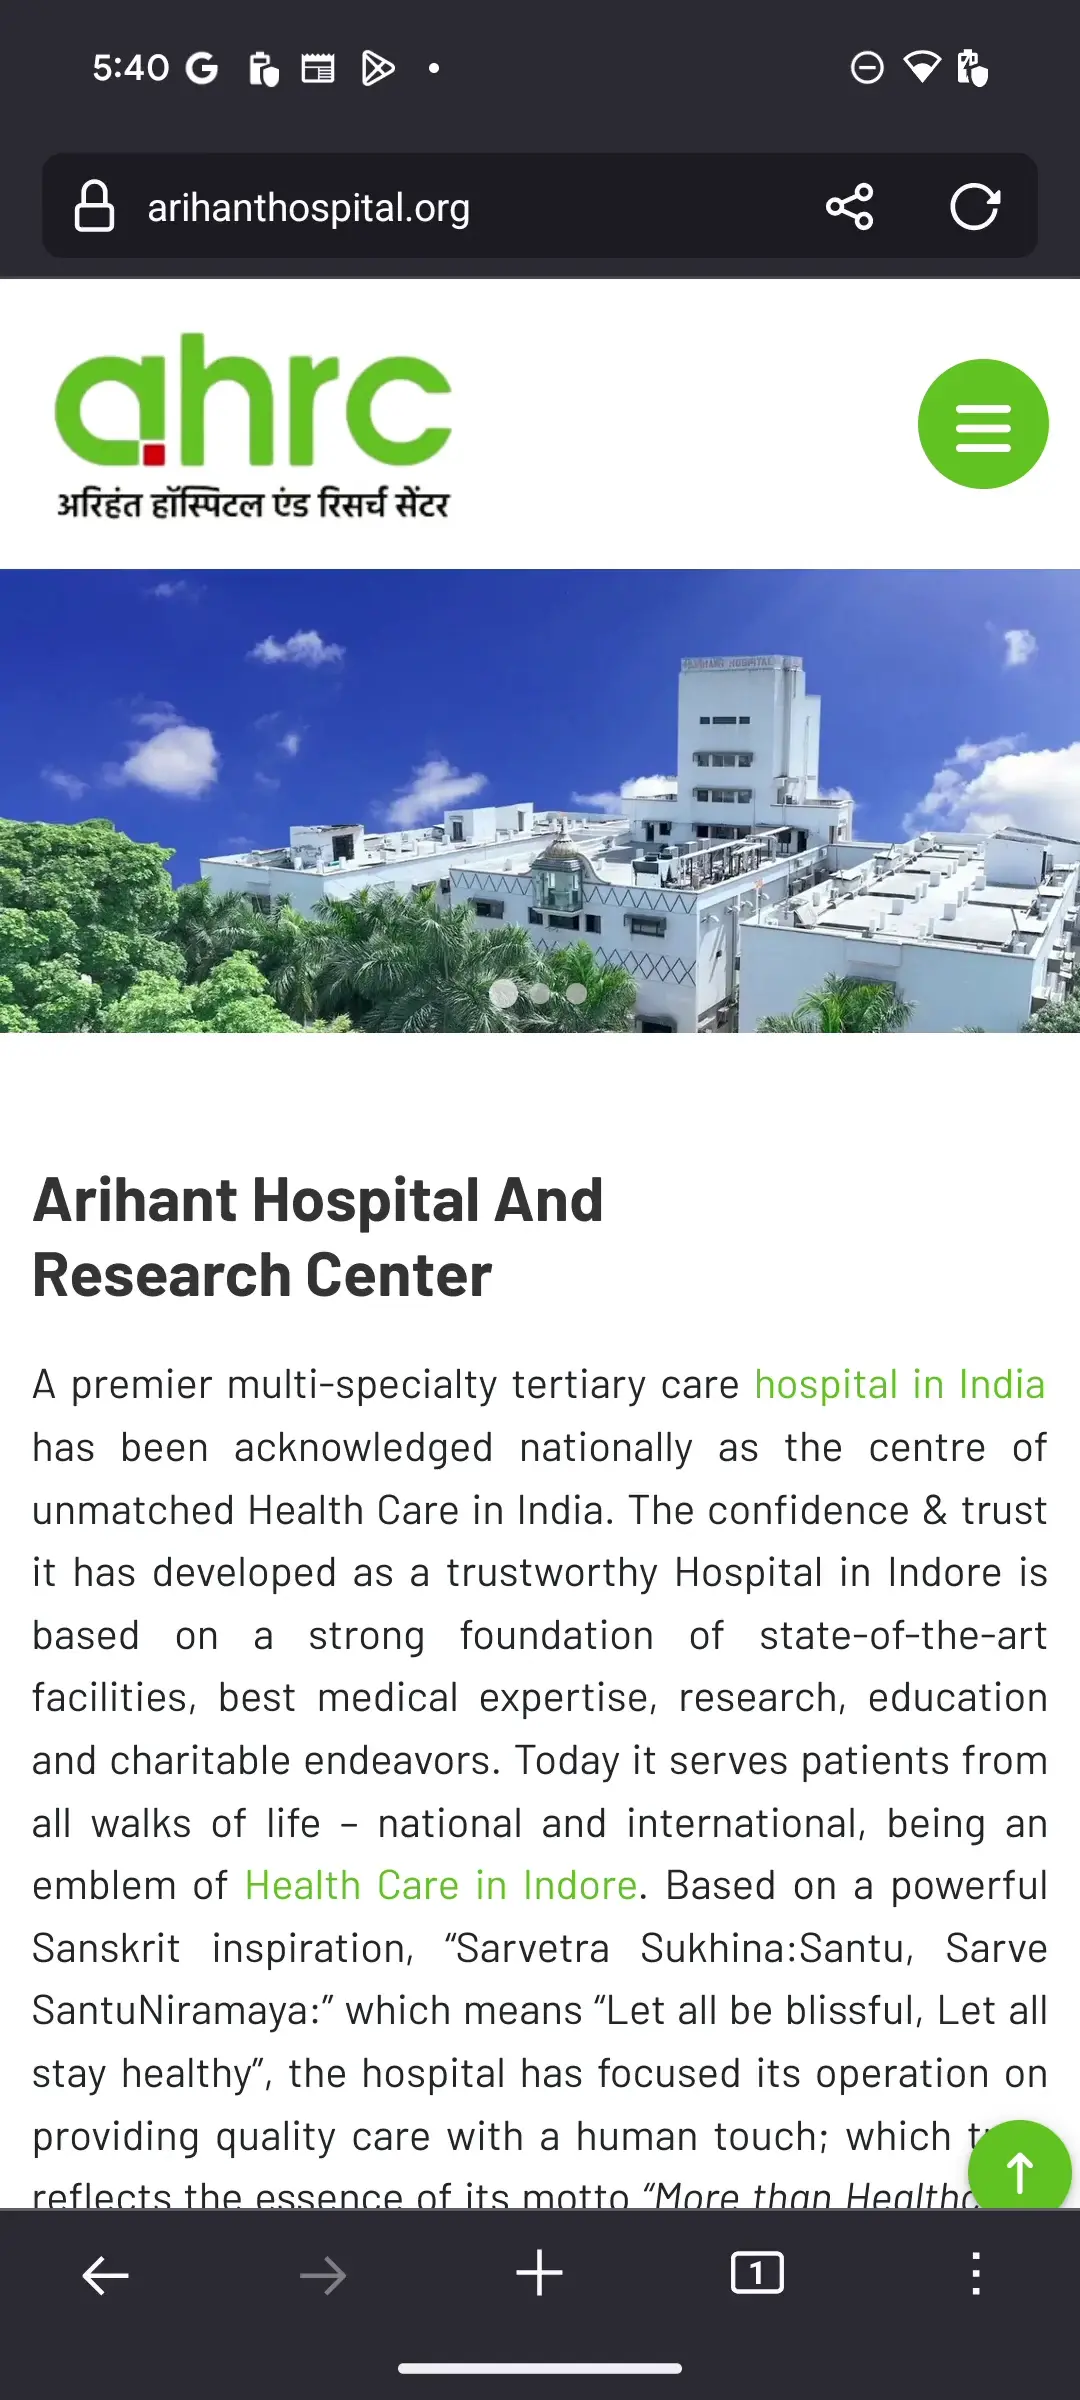 5:40
arihanthospital.org
ahrc
अरिहंत हॉस्पिटल एंड रिसर्च सेंटर
ARIHANT HOSPITAL
Arihant Hospital And
Research Center
A premier multi-specialty tertiary care hospital in India
has been acknowledged nationally as the centre of
unmatched Health Care in India. The confidence & trust
it has developed as a trustworthy Hospital in Indore is
based on a strong foundation of state-of-the-art
facilities, best medical expertise, research, education
and charitable endeavors. Today it serves patients from
all walks of life – national and international, being an
emblem of Health Care in Indore. Based on a powerful
Sanskrit inspiration, “Sarvetra Sukhina:Santu, Sarve
SantuNiramaya:” which means “Let all be blissful, Let all
stay healthy”, the hospital has focused its operation on
providing quality care with a human touch; which
reflects the essence of its motto “More than
1